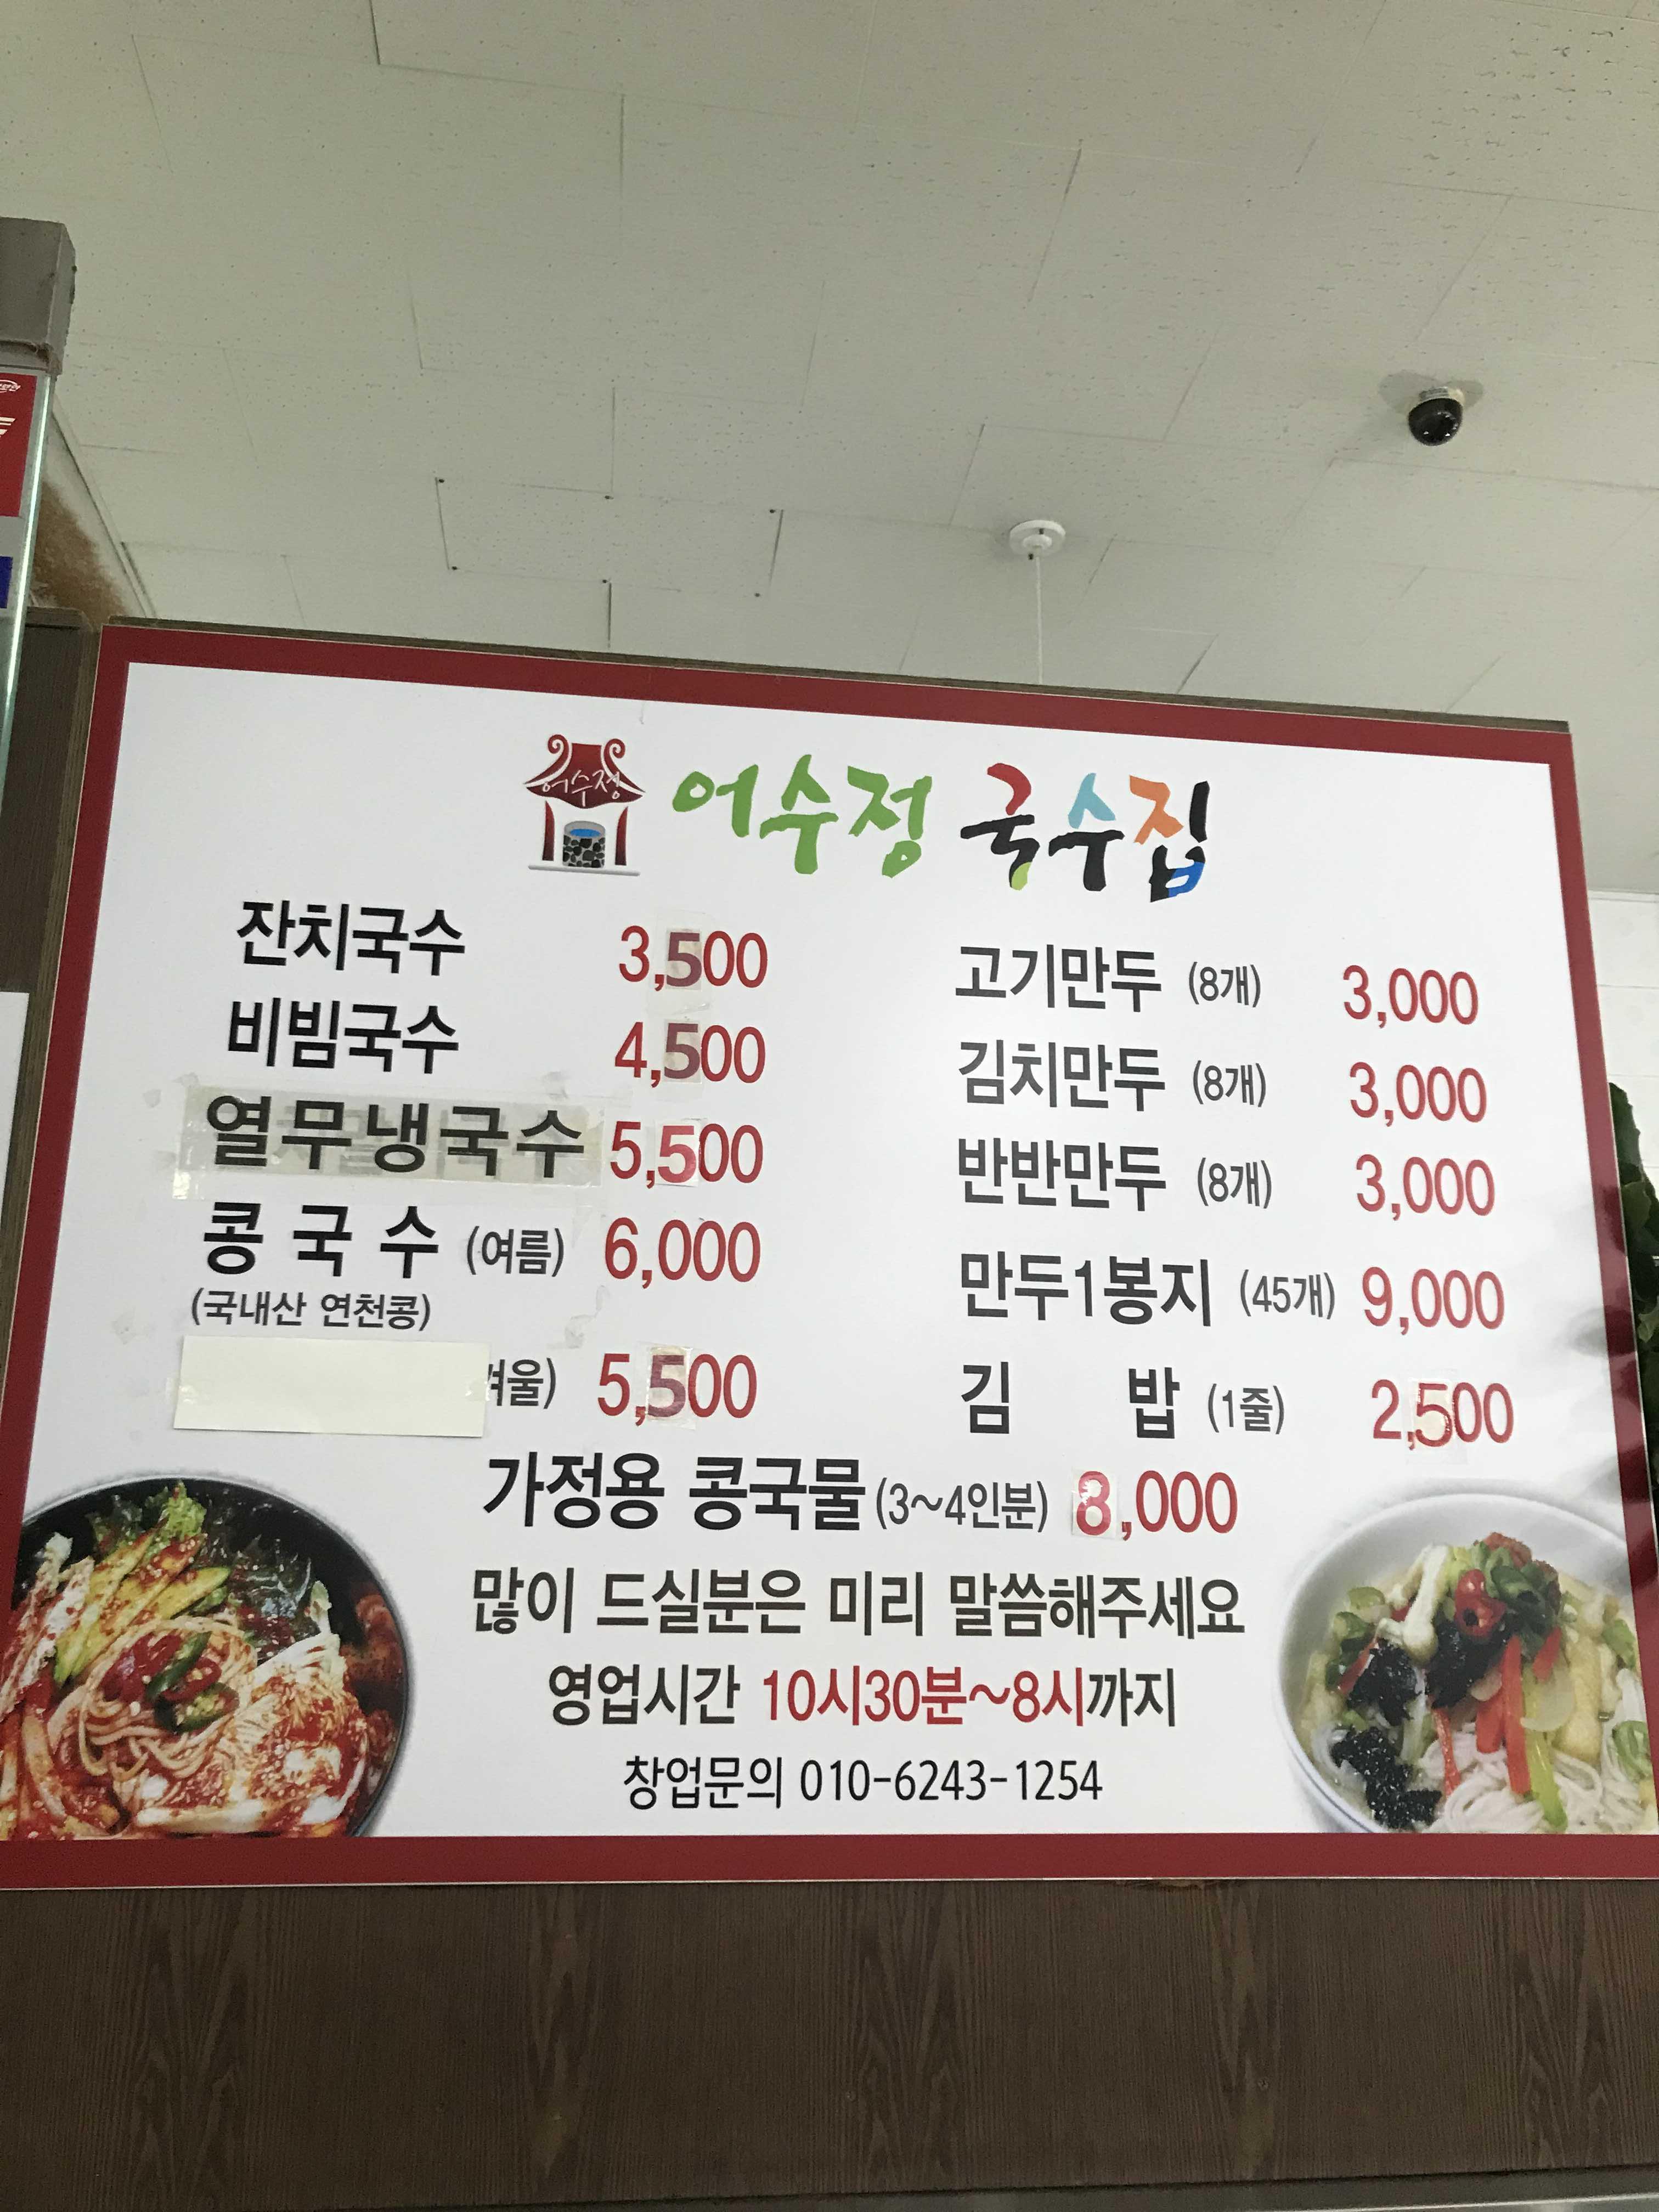 어수정
어수정 국수집
잔치국수 3,500
비빔국수 4,500
열무냉국수 5,500
콩 국 수 (여름) 6,000
(국내산 연천콩)
겨울) 5,500
고기만두 (8개) 3,000
김치만두 (8개) 3,000
반반만두 (8개) 3,000
만두1봉지 (45개) 9,000
김 밥 (1줄) 2,500
가정용 콩국물 (3~4인분) 8,000
많이 드실분은 미리 말씀해주세요
영업시간 10시30분~8시까지
창업문의 010-6243-1254